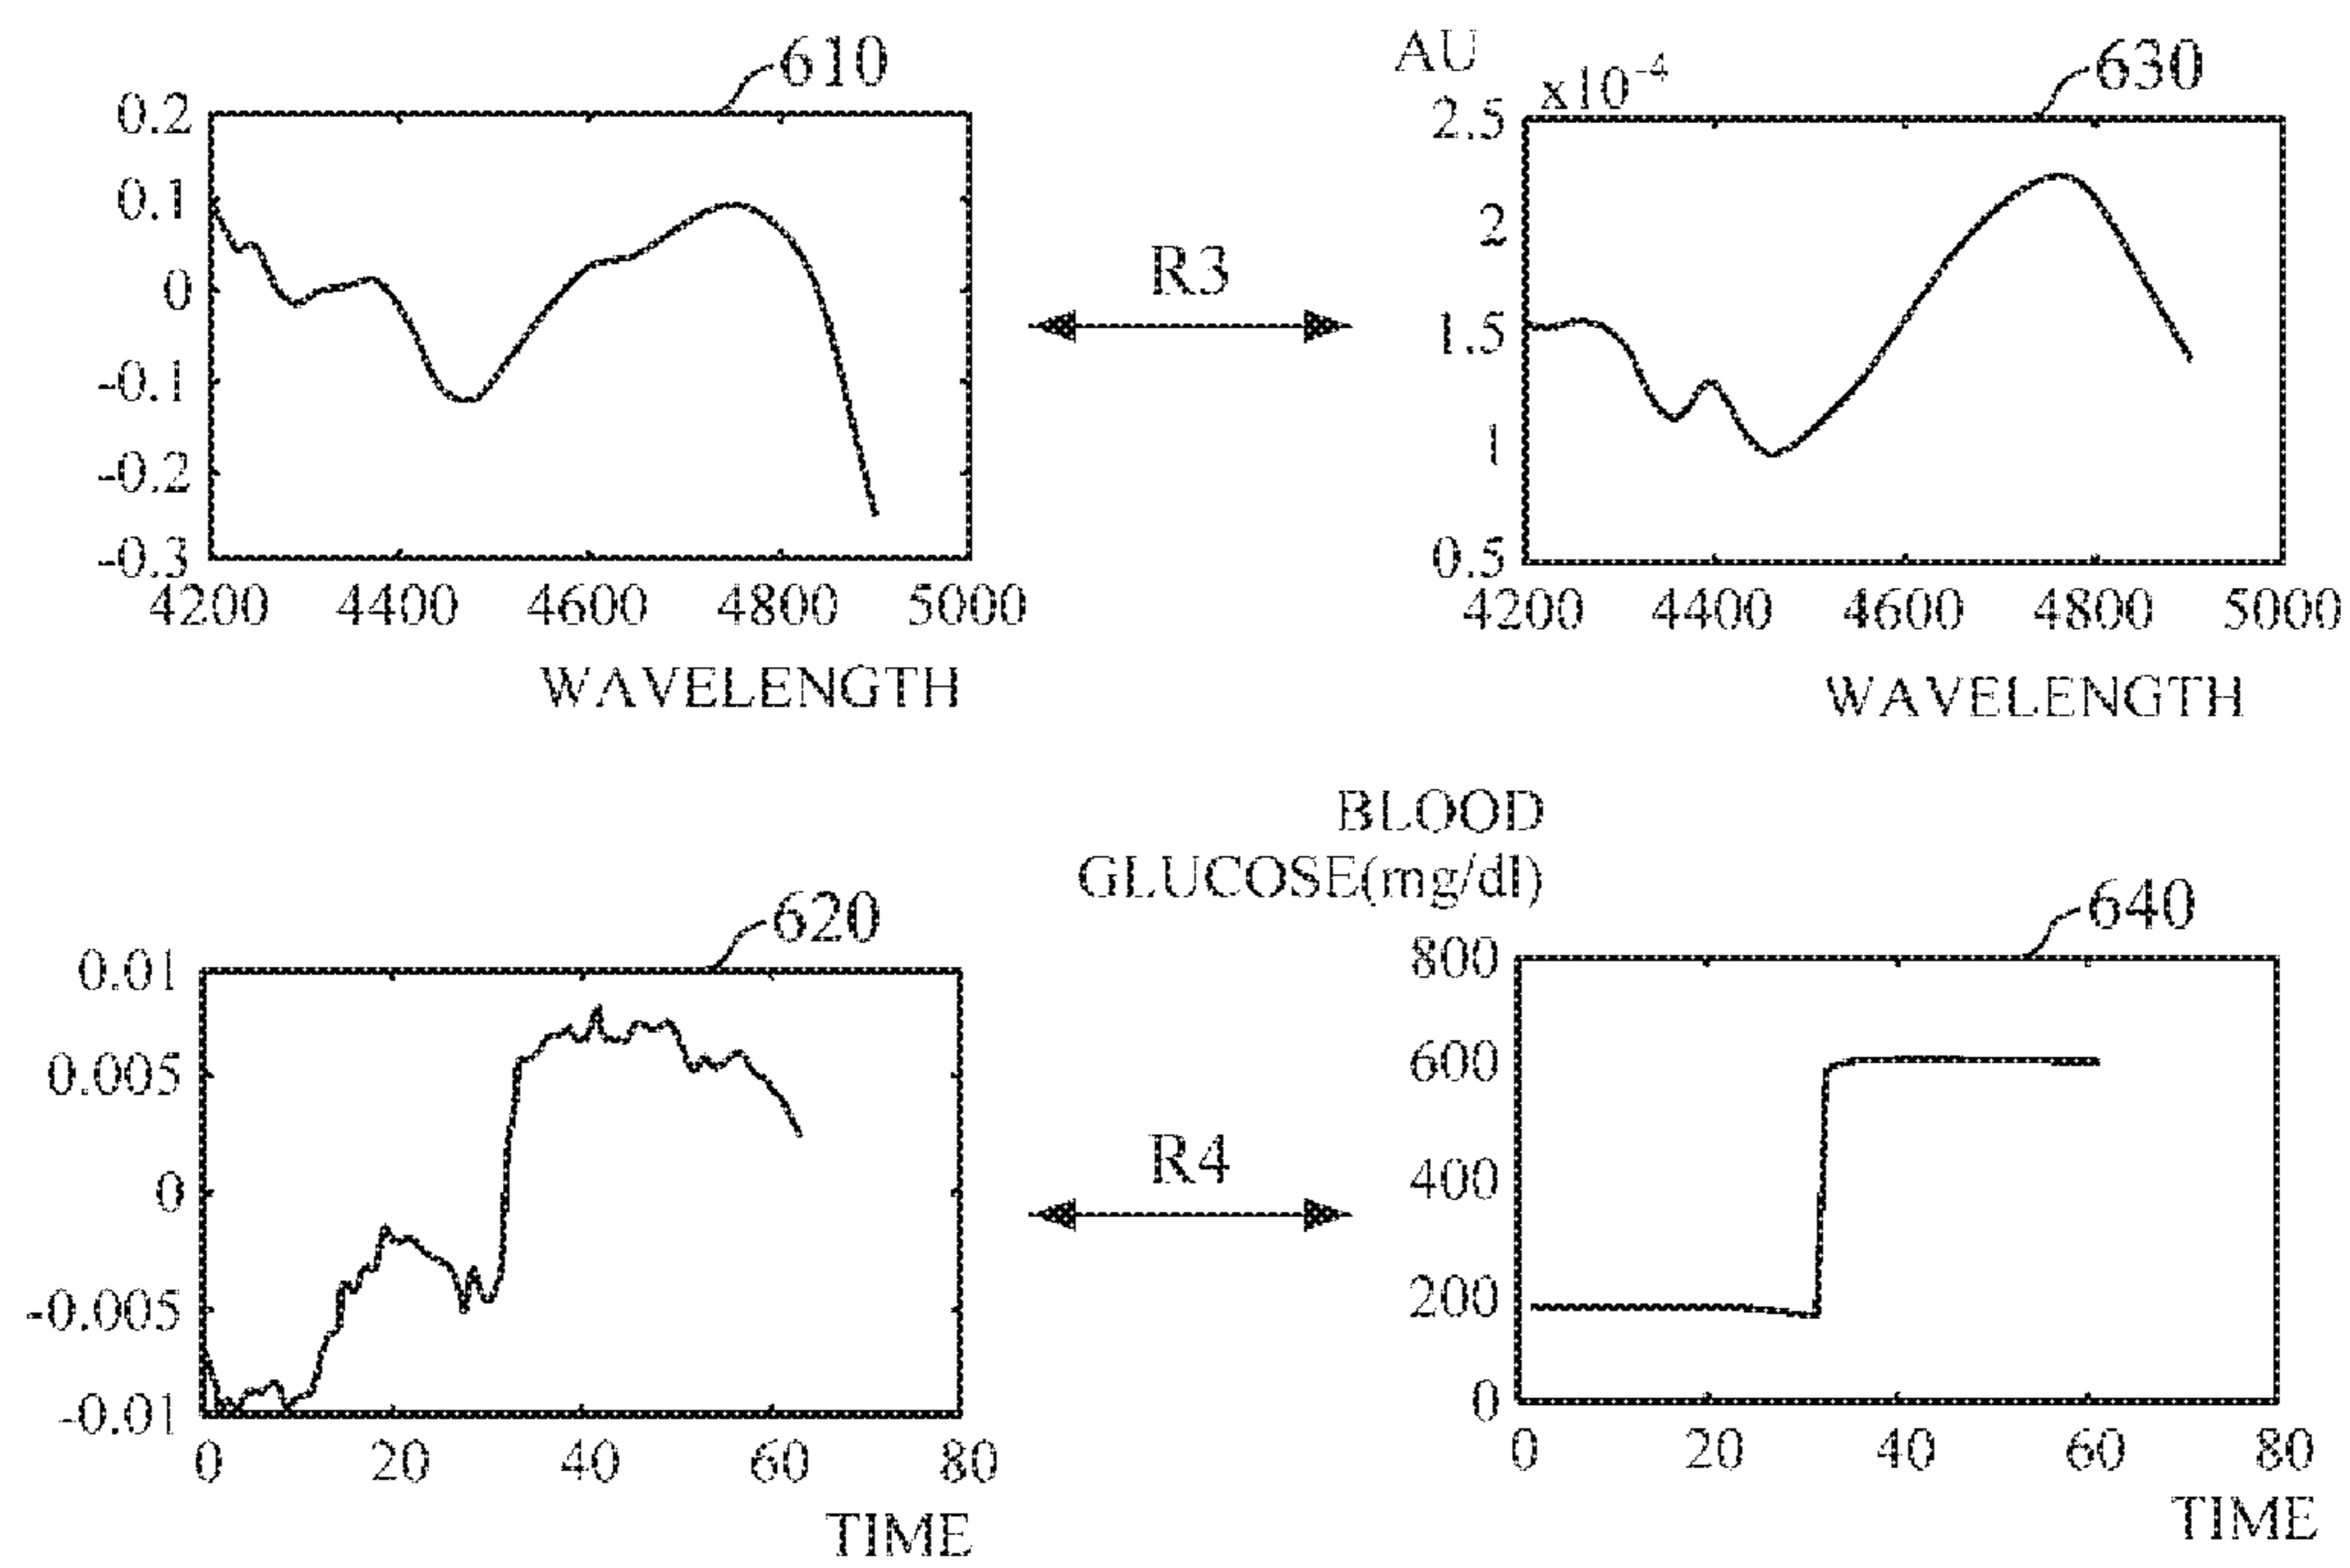 610
0.2
0.1
0
-0.1
-0.2
-0.3
4200 4400 4600 4800 5000
WAVELENGTH
R3
AU
x10-4
630
2.5
2
1.5
1
0.5
4200 4400 4600 4800 5000
WAVELENGTH
620
0.01
0.005
0
-0.005
-0.01
0 20 40 60 80
TIME
R4
BLOOD
GLUCOSE(mg/dl)
640
800
600
400
200
0
0 20 40 60 80
TIME